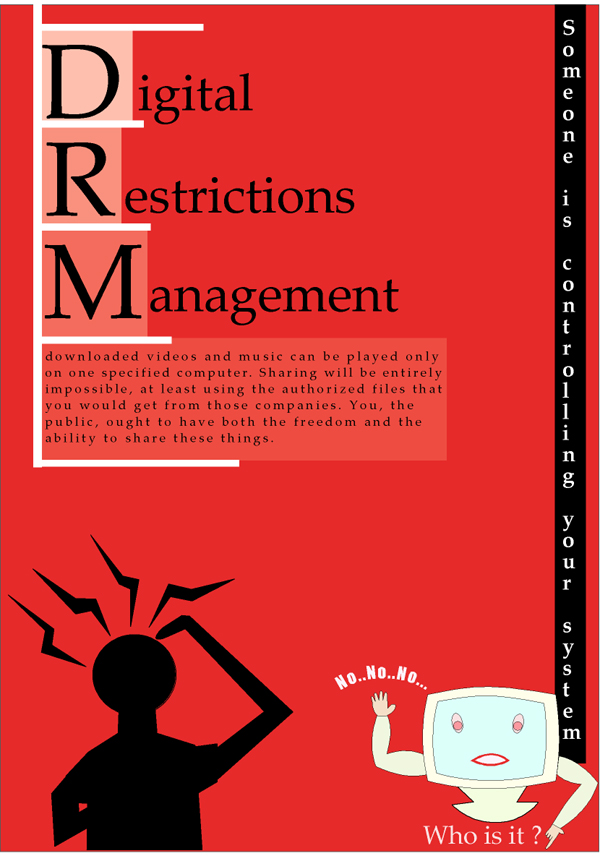 Digital
Restrictions
Management
downloaded videos and music can be played only
on one specified computer. Sharing will be entirely
impossible, at least using the authorized files that
you would get from those companies. You, the
public, ought to have both the freedom and the
ability to share these things.
Someone is controlling your system
No..No..No...
Who is it ?